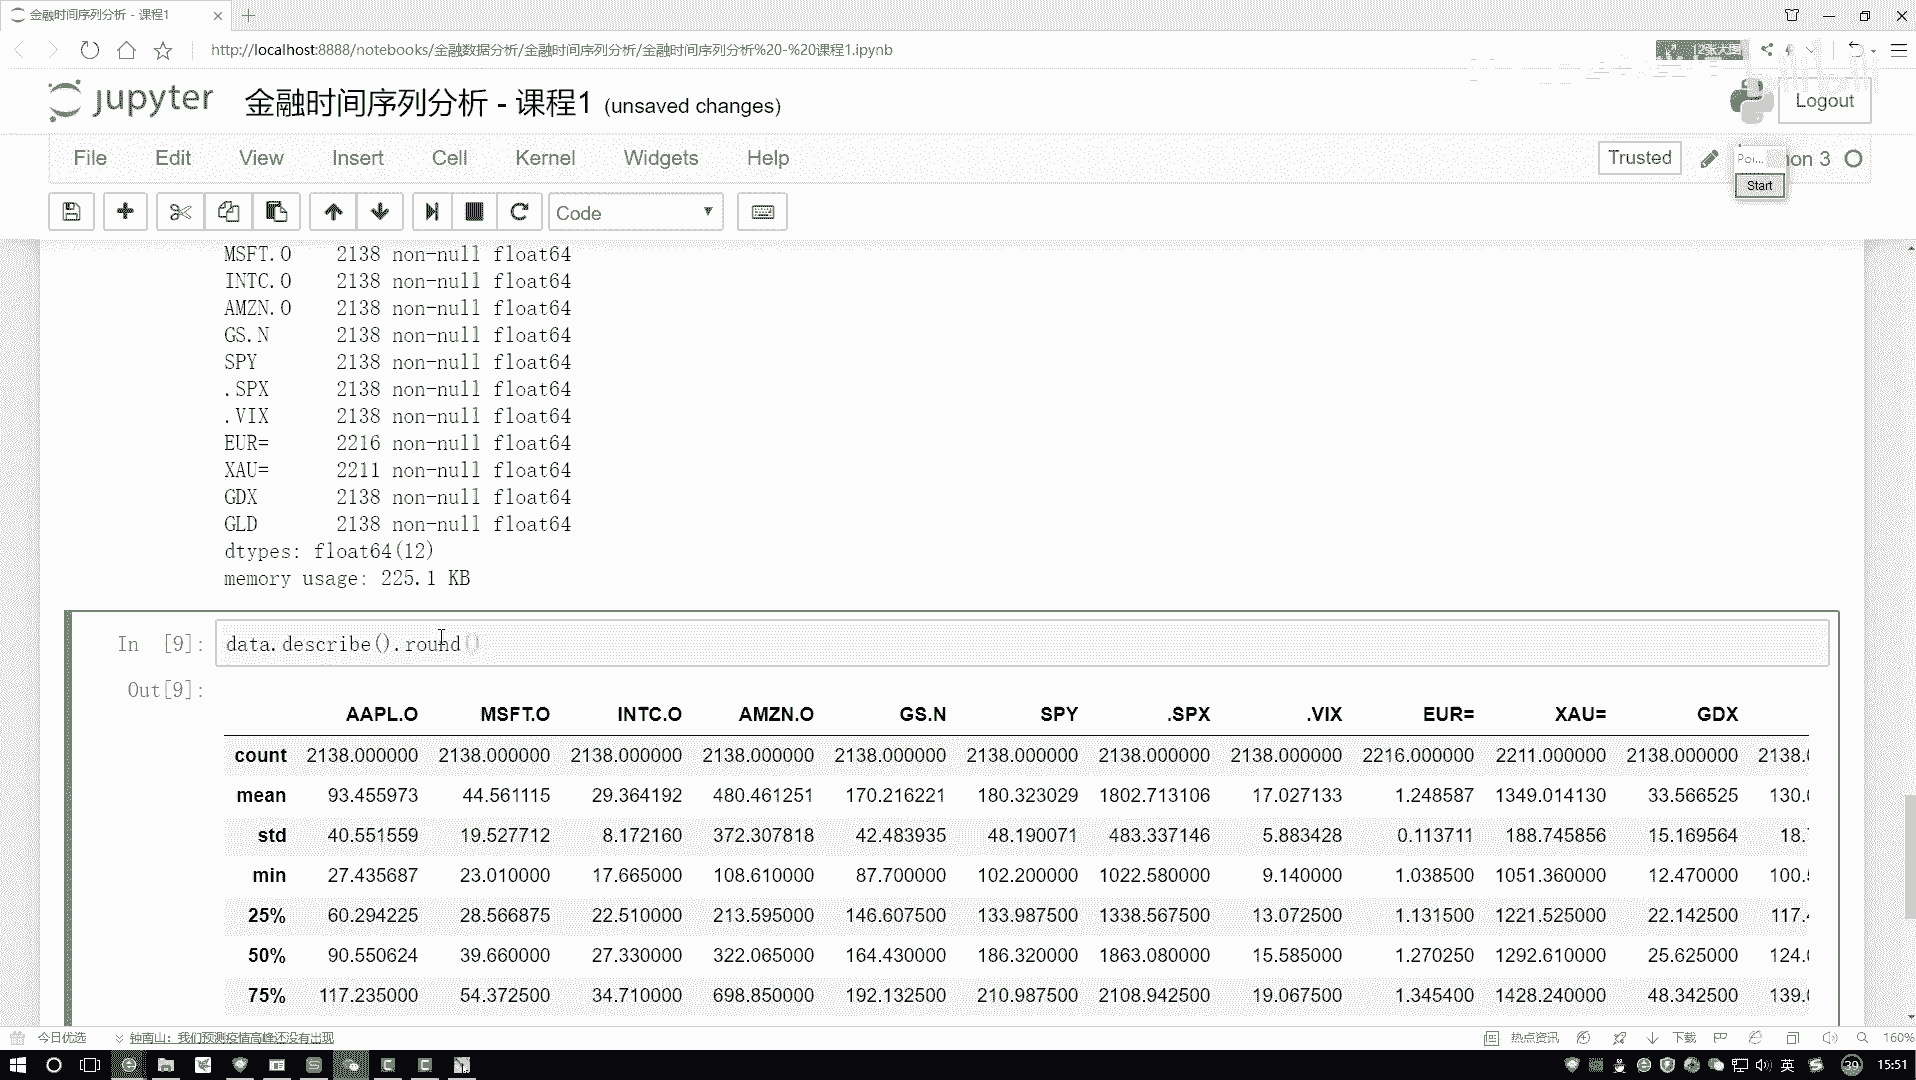 金融时间序列分析 - 课程1
http://localhost:8888/notebooks/金融数据分析/金融时间序列分析/金融时间序列分析%20-%20课程1.ipynb
12张大图
jupyter 金融时间序列分析 - 课程1 (unsaved changes)
Logout
File Edit View Insert Cell Kernel Widgets Help
Trusted
Poi...
on 3
Start
Code
MSFT.O 2138 non-null float64
INTC.O 2138 non-null float64
AMZN.O 2138 non-null float64
GS.N 2138 non-null float64
SPY 2138 non-null float64
.SPX 2138 non-null float64
.VIX 2138 non-null float64
EUR= 2216 non-null float64
XAU= 2211 non-null float64
GDX 2138 non-null float64
GLD 2138 non-null float64
dtypes: float64(12)
memory usage: 225.1 KB
In [9]: data.describe().round()
Out[9]:
AAPL.O MSFT.O INTC.O AMZN.O GS.N SPY .SPX .VIX EUR= XAU= GDX
count 2138.000000 2138.000000 2138.000000 2138.000000 2138.000000 2138.000000 2138.000000 2138.000000 2216.000000 2211.000000 2138.000000 2138.0
mean 93.455973 44.561115 29.364192 480.461251 170.216221 180.323029 1802.713106 17.027133 1.248587 1349.014130 33.566525 130.0
std 40.551559 19.527712 8.172160 372.307818 42.483935 48.190071 483.337146 5.883428 0.113711 188.745856 15.169564 18.
min 27.435687 23.010000 17.665000 108.610000 87.700000 102.200000 1022.580000 9.140000 1.038500 1051.360000 12.470000 100.
25% 60.294225 28.566875 22.510000 213.595000 146.607500 133.987500 1338.567500 13.072500 1.131500 1221.525000 22.142500 117.
50% 90.550624 39.660000 27.330000 322.065000 164.430000 186.320000 1863.080000 15.585000 1.270250 1292.610000 25.625000 124.
75% 117.235000 54.372500 34.710000 698.850000 192.132500 210.987500 2108.942500 19.067500 1.345400 1428.240000 48.342500 139.
今日优选 钟南山：我们预测疫情高峰还没有出现
热点资讯 下载 160%
英 39 15:51